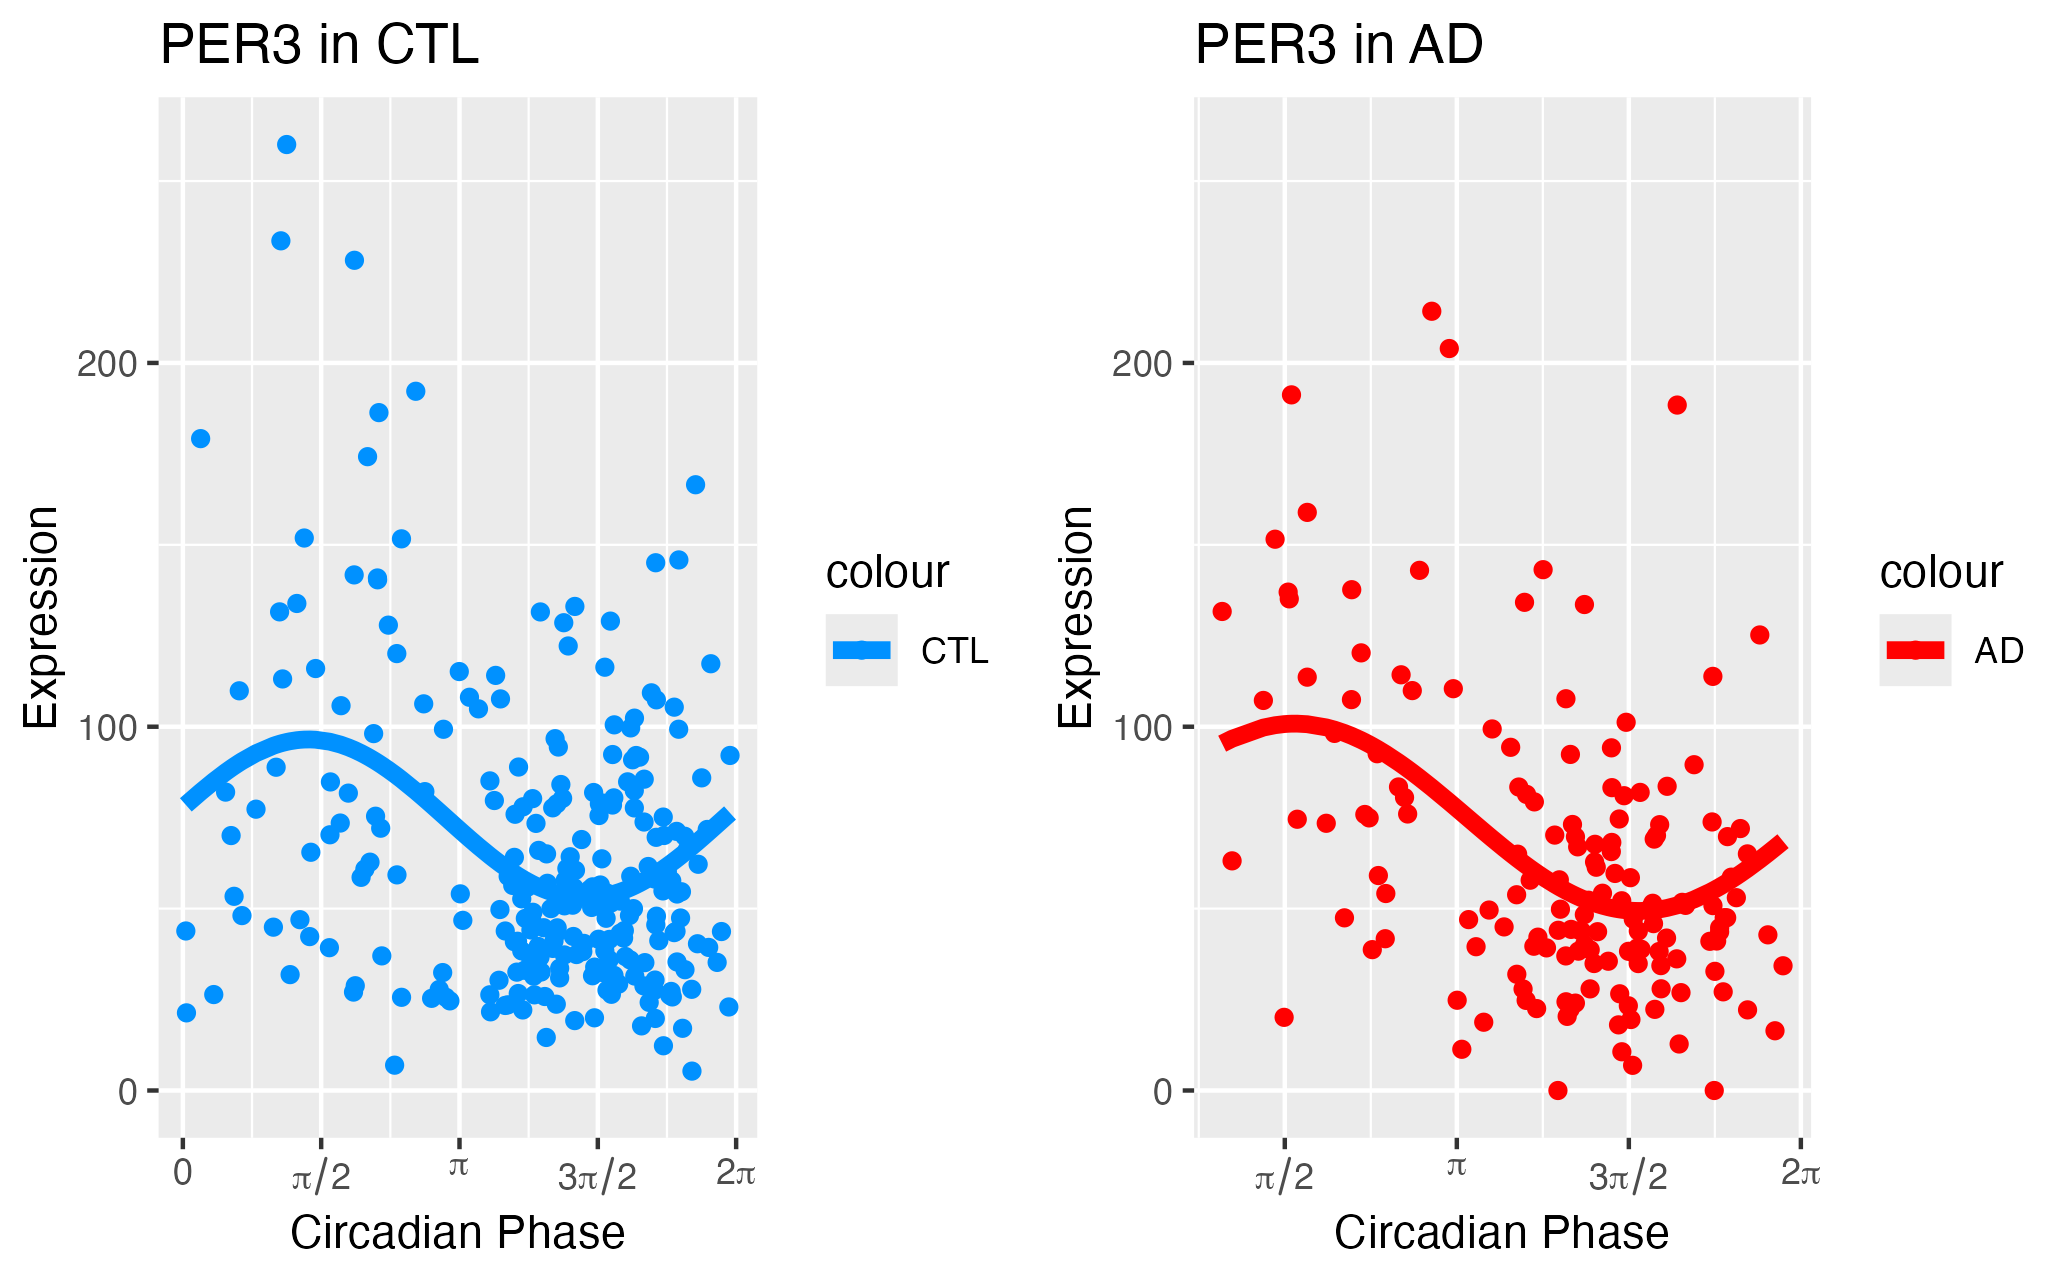 PER3 in CTL
Expression
200
100
0
0 π/2 π 3π/2 2π
Circadian Phase
colour
CTL
PER3 in AD
Expression
200
100
0
π/2 π 3π/2 2π
Circadian Phase
colour
AD